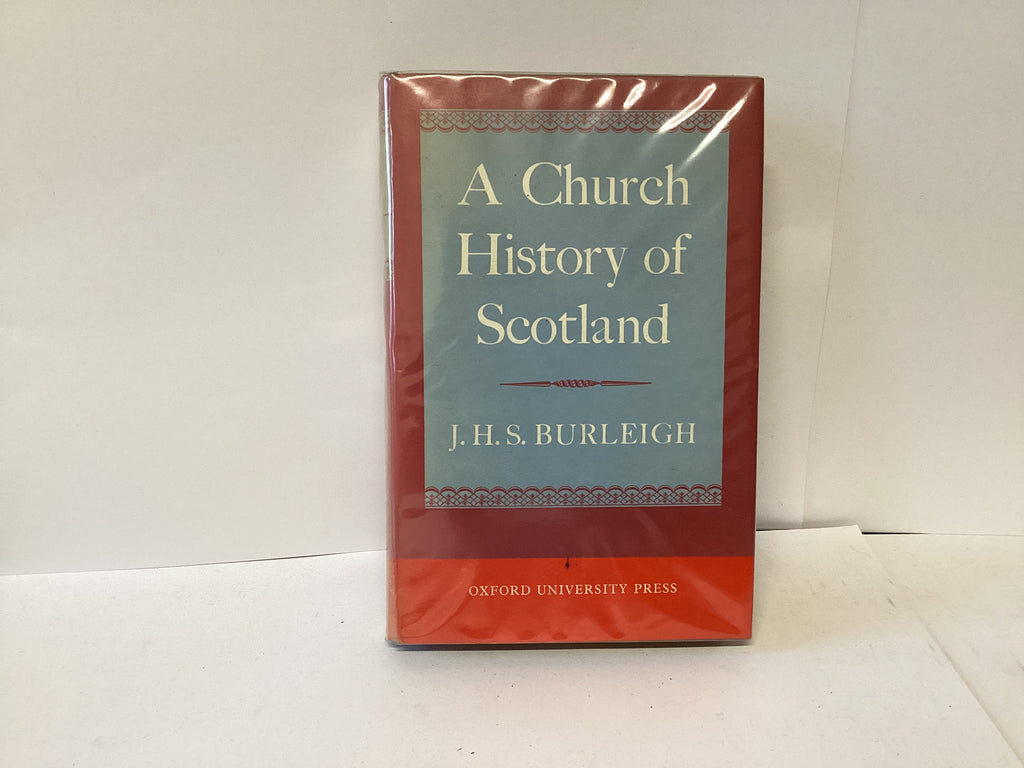 A Church
History of
Scotland
J. H. S. BURLEIGH
OXFORD UNIVERSITY PRESS